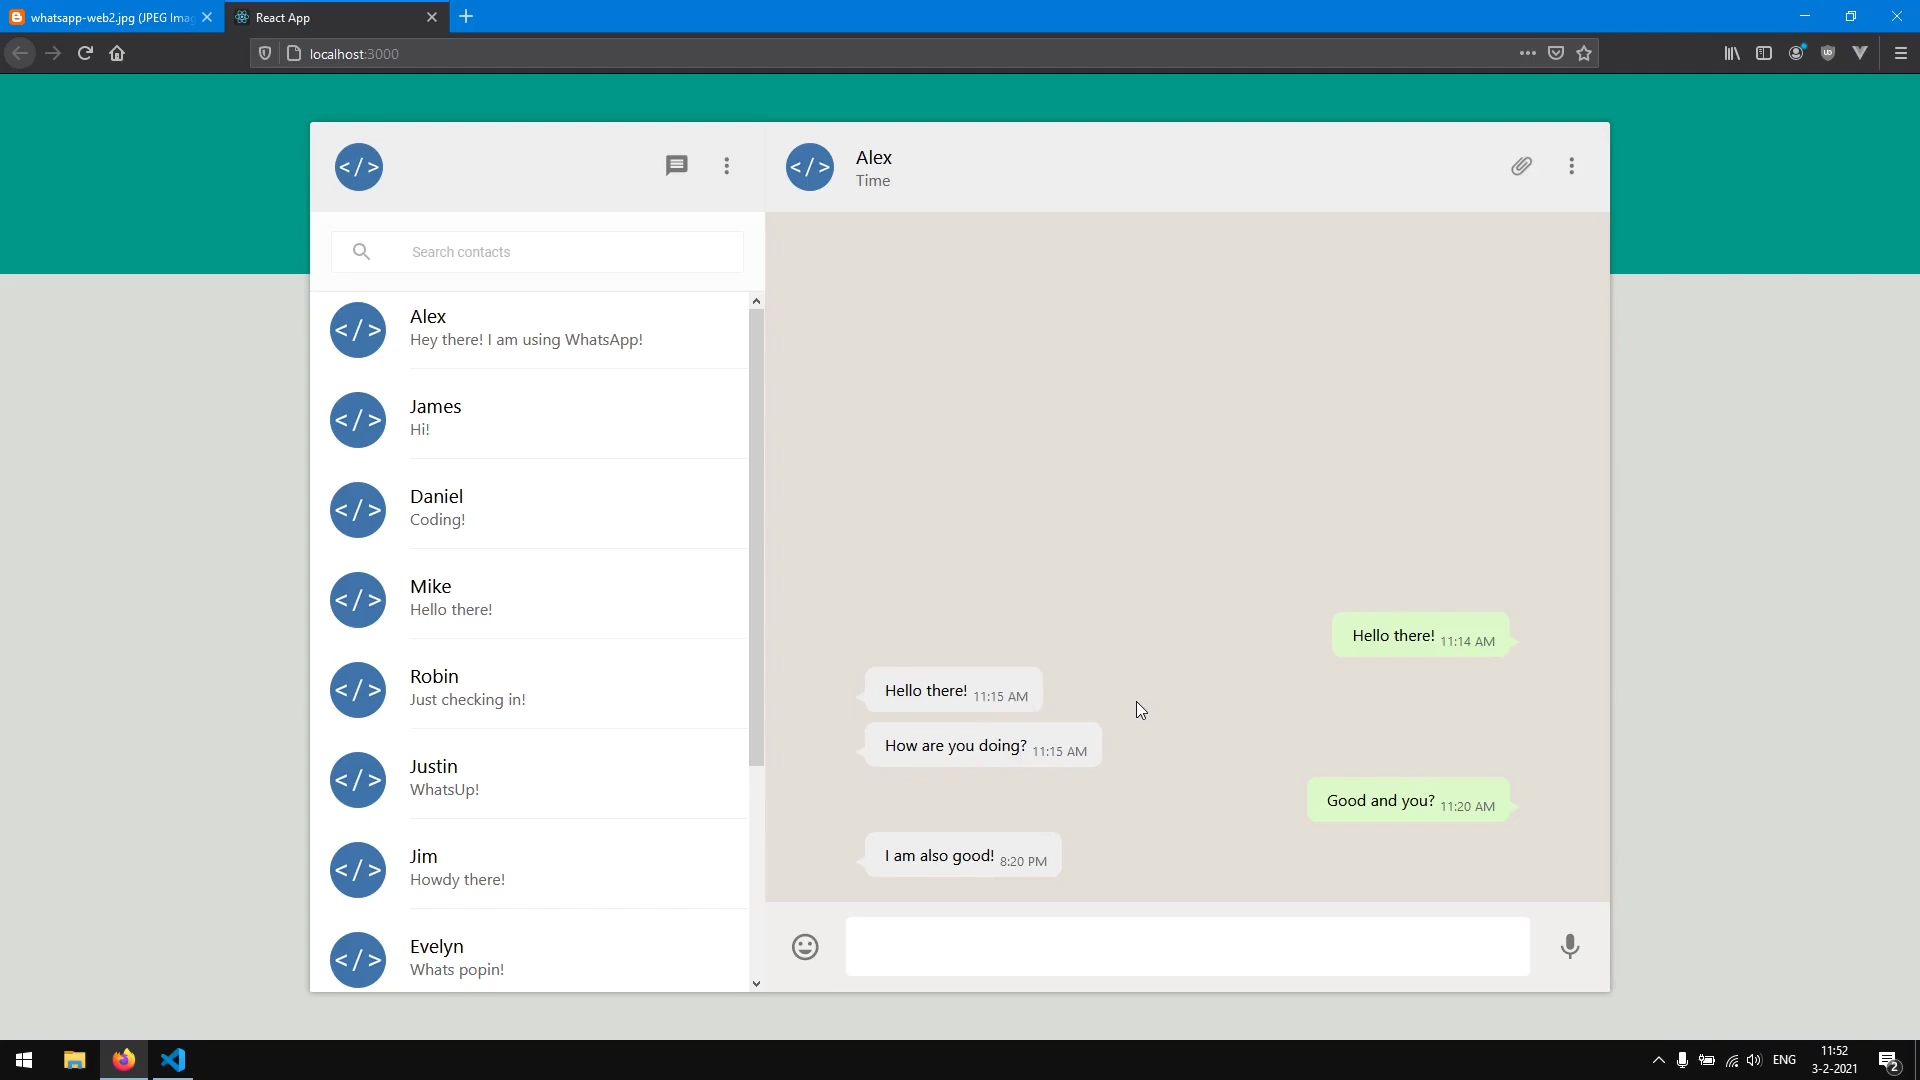 whatsapp-web2.jpg (JPEG Imag
React App
localhost:3000
</>
</>
Alex
Time
Search contacts
</>
Alex
Hey there! I am using WhatsApp!
</>
James
Hi!
</>
Daniel
Coding!
</>
Mike
Hello there!
</>
Robin
Just checking in!
</>
Justin
WhatsUp!
</>
Jim
Howdy there!
</>
Evelyn
Whats popin!
Hello there! 11:14 AM
Hello there! 11:15 AM
How are you doing? 11:15 AM
Good and you? 11:20 AM
I am also good! 8:20 PM
ENG
11:52
3-2-2021
2